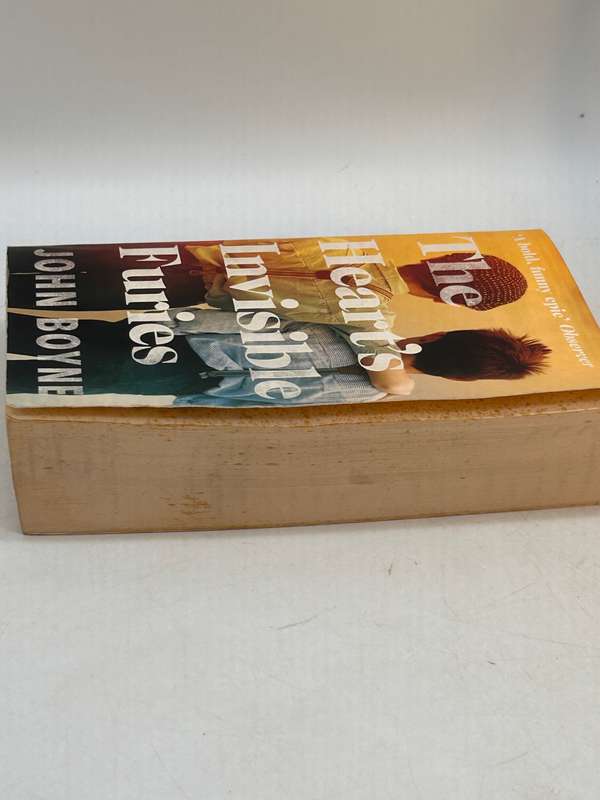 'A bold, funny epic' Observer
The
Heart's
Invisible
Furies
JOHN BOYNE